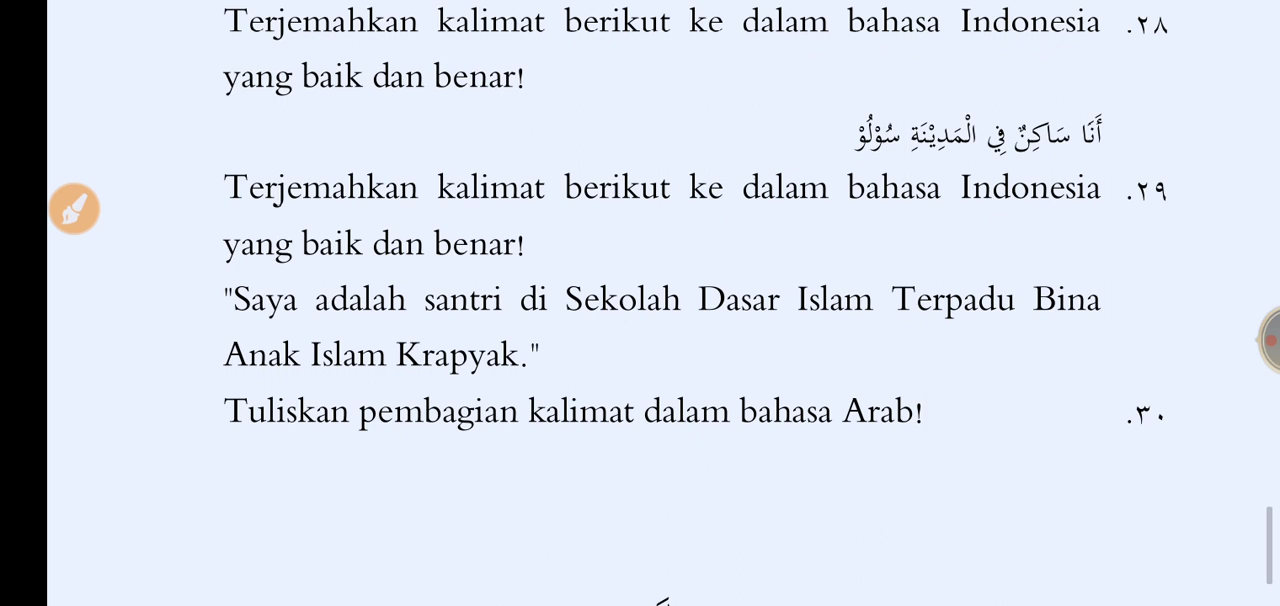 Terjemahkan kalimat berikut ke dalam bahasa Indonesia .٢٨
yang baik dan benar!
أَنَا سَاكِنٌ فِي الْمَدِيْنَةِ سُوْلُوْ
Terjemahkan kalimat berikut ke dalam bahasa Indonesia .٢٩
yang baik dan benar!
"Saya adalah santri di Sekolah Dasar Islam Terpadu Bina
Anak Islam Krapyak."
Tuliskan pembagian kalimat dalam bahasa Arab! .٣٠